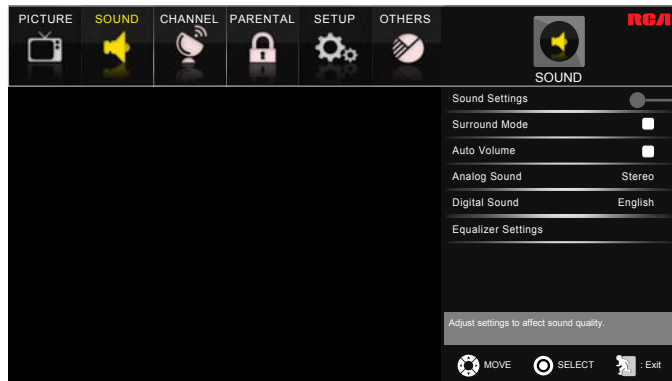 PICTURE SOUND CHANNEL PARENTAL SETUP OTHERS
RCA
SOUND
Sound Settings
Surround Mode
Auto Volume
Analog Sound Stereo
Digital Sound English
Equalizer Settings
Adjust settings to affect sound quality.
MOVE SELECT : Exit